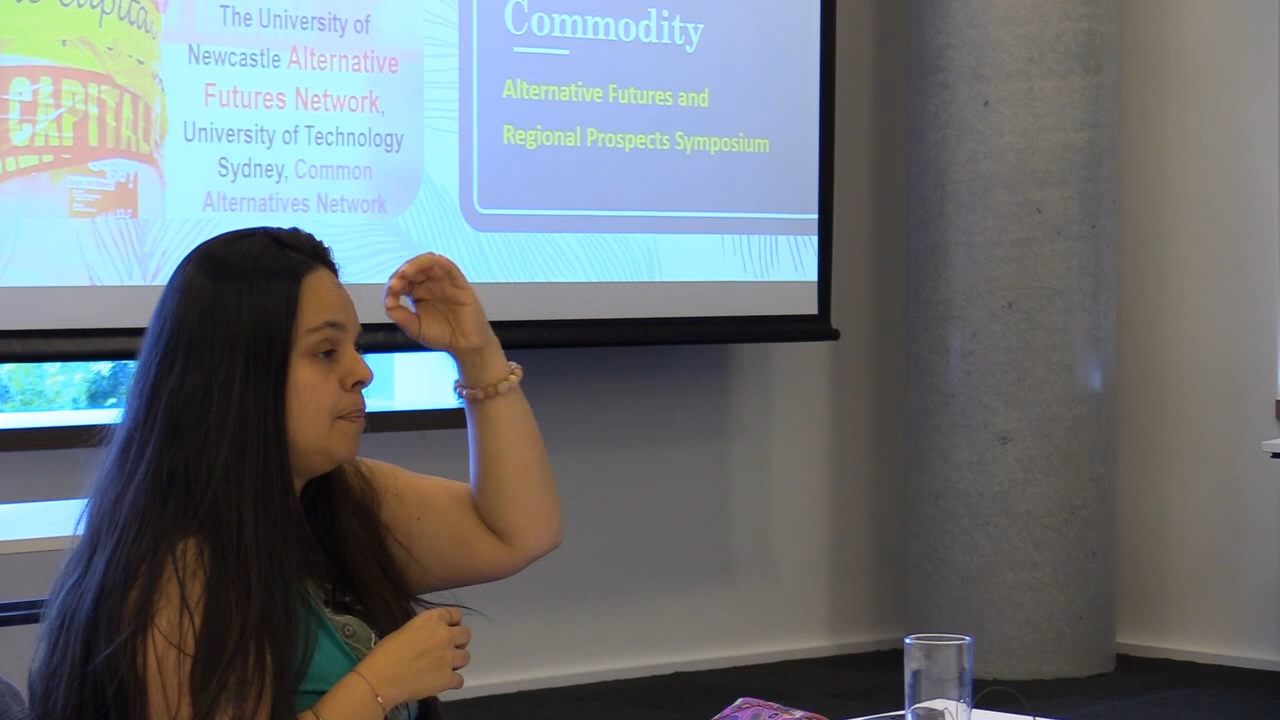 CAPITAL
The University of
Newcastle Alternative
Futures Network,
University of Technology
Sydney, Common
Alternatives Network
Commodity
Alternative Futures and
Regional Prospects Symposium